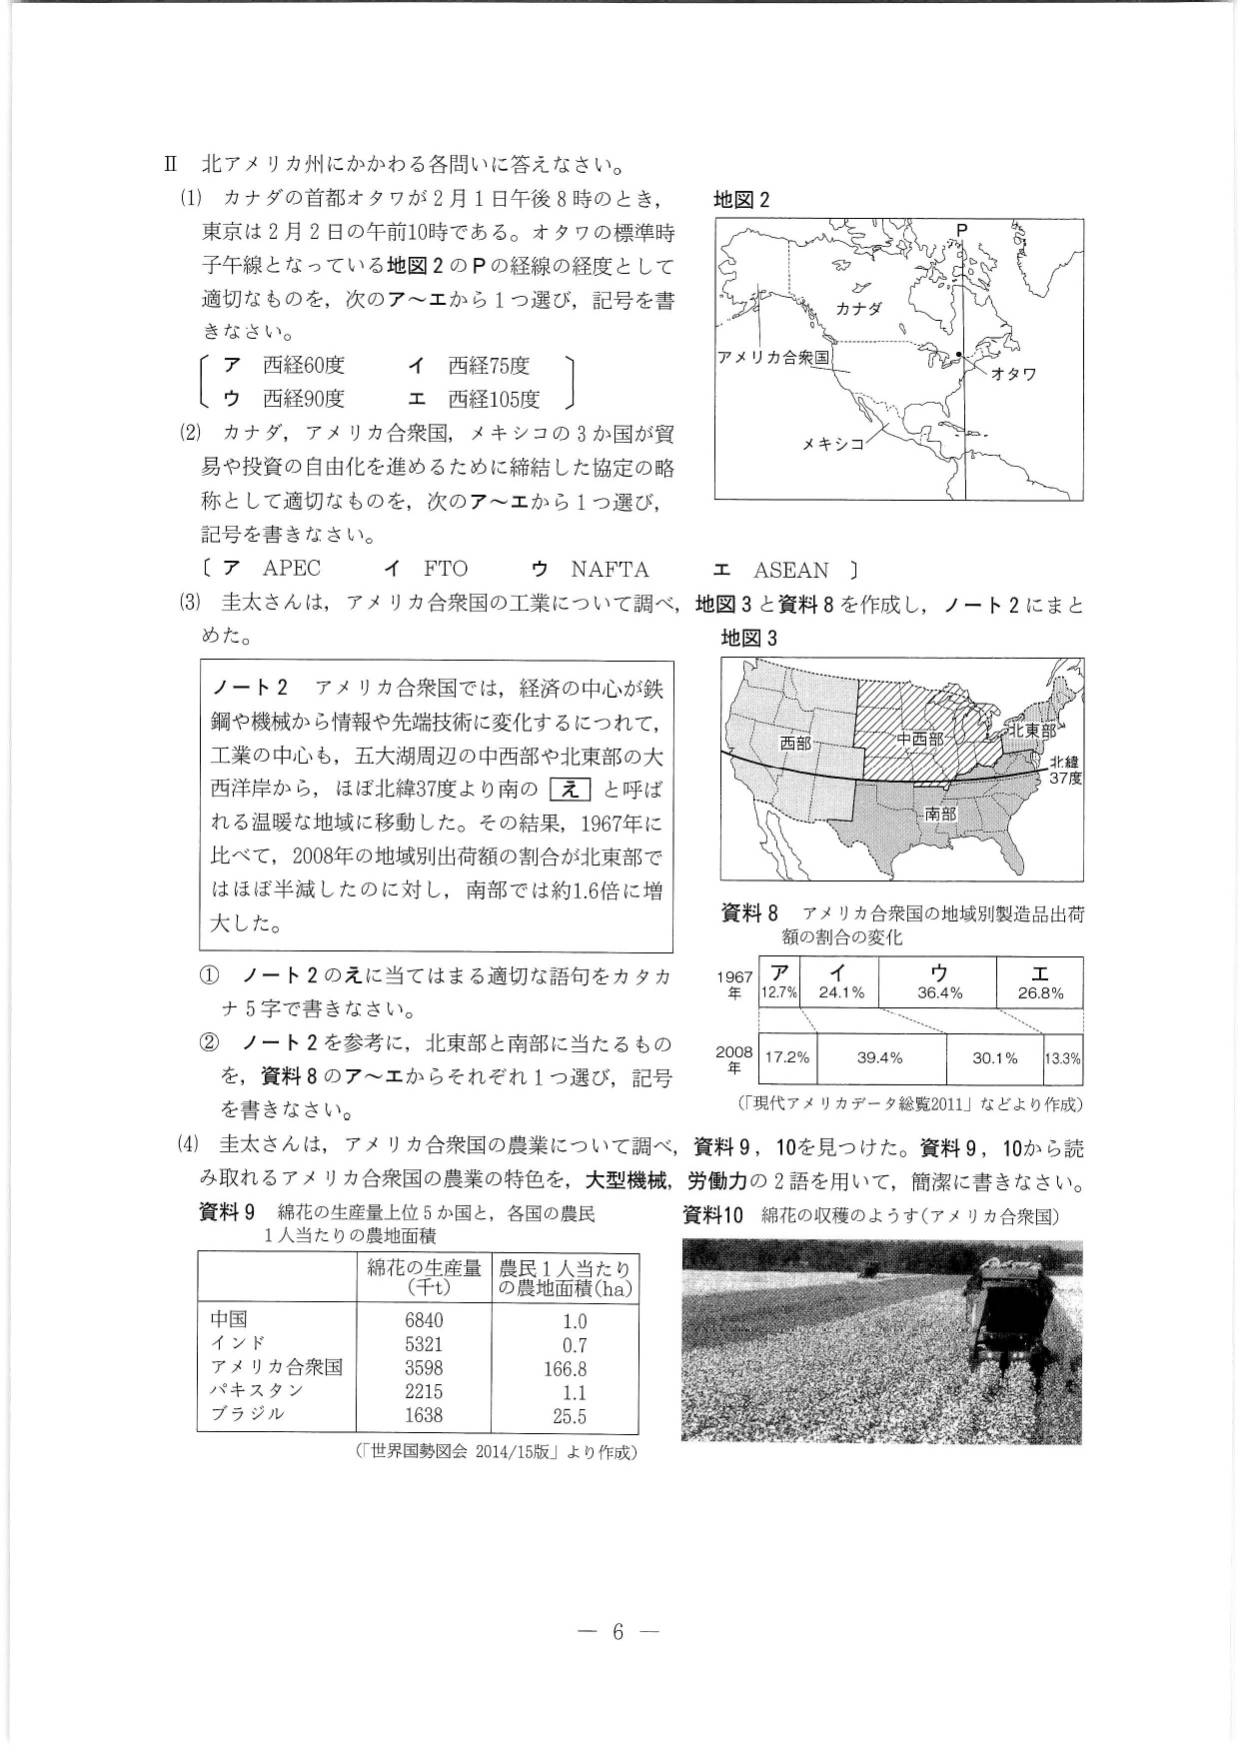 Ⅱ 北アメリカ州にかかわる各問いに答えなさい。
⑴ カナダの首都オタワが2月1日午後8時のとき，
東京は2月2日の午前10時である。オタワの標準時
子午線となっている地図2のPの経線の経度として
適切なものを，次のア～エから1つ選び，記号を書
きなさい。
ア 西経60度 イ 西経75度
ウ 西経90度 エ 西経105度
地図2
P
カナダ
アメリカ合衆国
オタワ
メキシコ
⑵ カナダ，アメリカ合衆国，メキシコの3か国が貿
易や投資の自由化を進めるために締結した協定の略
称として適切なものを，次のア～エから1つ選び，
記号を書きなさい。
〔 ア APEC イ FTO ウ NAFTA エ ASEAN 〕
⑶ 圭太さんは，アメリカ合衆国の工業について調べ，地図3と資料8を作成し，ノート2にまと
めた。
ノート2 アメリカ合衆国では，経済の中心が鉄
鋼や機械から情報や先端技術に変化するにつれて，
工業の中心も，五大湖周辺の中西部や北東部の大
西洋岸から，ほぼ北緯37度より南の え と呼ば
れる温暖な地域に移動した。その結果，1967年に
比べて，2008年の地域別出荷額の割合が北東部で
はほぼ半減したのに対し，南部では約1.6倍に増
大した。
地図3
西部
中西部
北東部
北緯
37度
南部
① ノート2のえに当てはまる適切な語句をカタカ
ナ5字で書きなさい。
② ノート2を参考に，北東部と南部に当たるもの
を，資料8のア～エからそれぞれ1つ選び，記号
を書きなさい。
資料8 アメリカ合衆国の地域別製造品出荷
額の割合の変化
1967年 ア 12.7% イ 24.1% ウ 36.4% エ 26.8%
2008年 17.2% 39.4% 30.1% 13.3%
（「現代アメリカデータ総覧2011」などより作成）
⑷ 圭太さんは，アメリカ合衆国の農業について調べ，資料9，10を見つけた。資料9，10から読
み取れるアメリカ合衆国の農業の特色を，大型機械，労働力の2語を用いて，簡潔に書きなさい。
資料9 綿花の生産量上位5か国と，各国の農民
1人当たりの農地面積
綿花の生産量（千t） 農民1人当たりの農地面積（ha）
中国 6840 1.0
インド 5321 0.7
アメリカ合衆国 3598 166.8
パキスタン 2215 1.1
ブラジル 1638 25.5
（「世界国勢図会 2014/15版」より作成）
資料10 綿花の収穫のようす（アメリカ合衆国）
― 6 ―